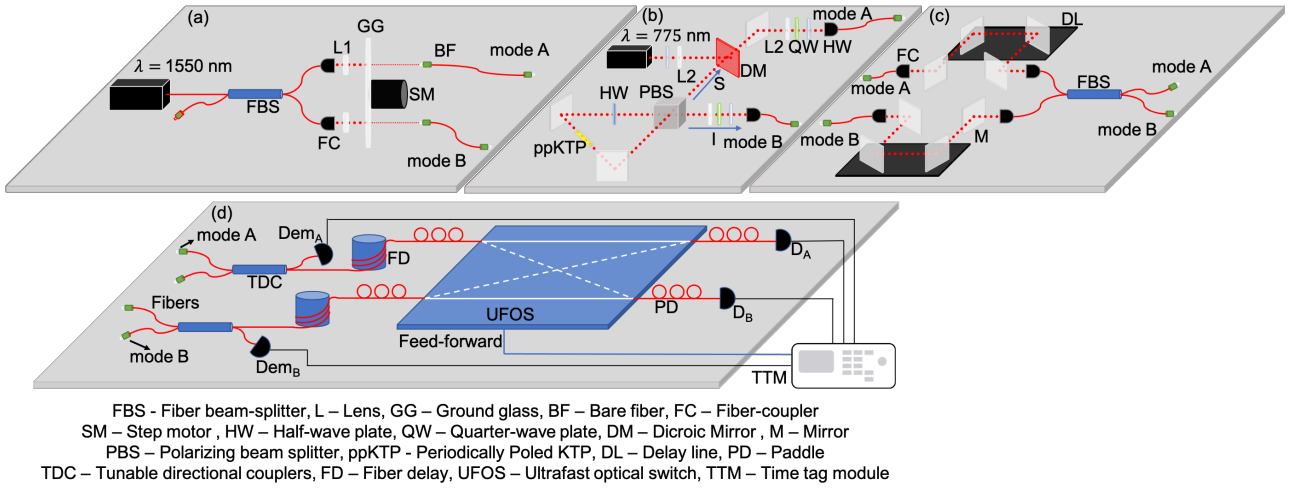 (a)
λ = 1550 nm
FBS
L1
GG
BF
mode A
SM
FC
mode B
(b)
λ = 775 nm
L2
DM
L2 QW HW
mode A
HW
PBS
S
I
mode B
ppKTP
(c)
DL
FC
mode A
mode B
M
FBS
mode A
mode B
(d)
mode A
Dem_A
TDC
FD
Fibers
mode B
Dem_B
UFOS
Feed-forward
PD
D_A
D_B
TTM
FBS - Fiber beam-splitter, L – Lens, GG – Ground glass, BF – Bare fiber, FC – Fiber-coupler
SM – Step motor , HW – Half-wave plate, QW – Quarter-wave plate, DM – Dicroic Mirror , M – Mirror
PBS – Polarizing beam splitter, ppKTP - Periodically Poled KTP, DL – Delay line, PD – Paddle
TDC – Tunable directional couplers, FD – Fiber delay, UFOS – Ultrafast optical switch, TTM – Time tag module